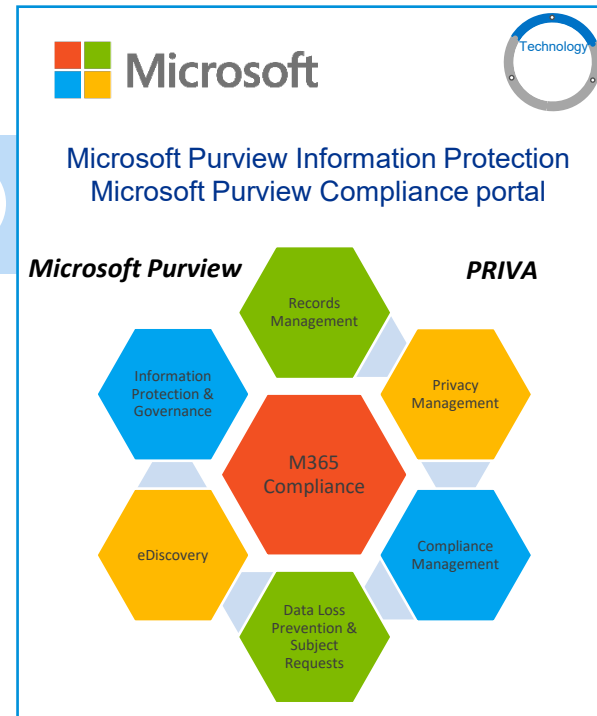 Microsoft
Technology
Microsoft Purview Information Protection
Microsoft Purview Compliance portal
Microsoft Purview
PRIVA
Records
Management
Information
Protection &
Governance
Privacy
Management
M365
Compliance
eDiscovery
Compliance
Management
Data Loss
Prevention &
Subject
Requests